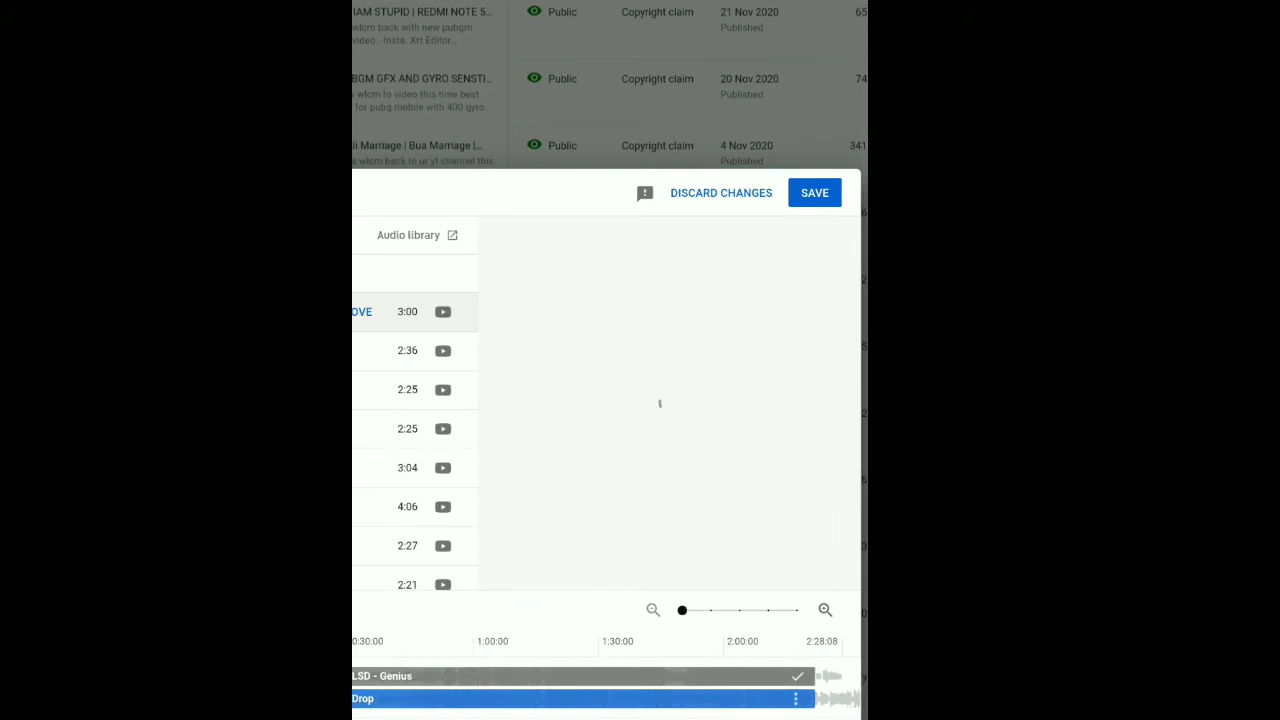 IAM STUPID | REDMI NOTE 5... Public Copyright claim 21 Nov 2020 65
wlcm back with new pubgm Published
video.. Insta. Xrt Editor...
BGM GFX AND GYRO SENSTI... Public Copyright claim 20 Nov 2020 74
s wlcm to video this time best Published
for pubg mobile with 400 gyro...
li Marriage | Bua Marriage |... Public Copyright claim 4 Nov 2020 341
s wlcm back to ur yt channel this Published
DISCARD CHANGES SAVE
Audio library
OVE 3:00
2:36
2:25
2:25
3:04
4:06
2:27
2:21
0:30:00 1:00:00 1:30:00 2:00:00 2:28:08
LSD - Genius
Drop